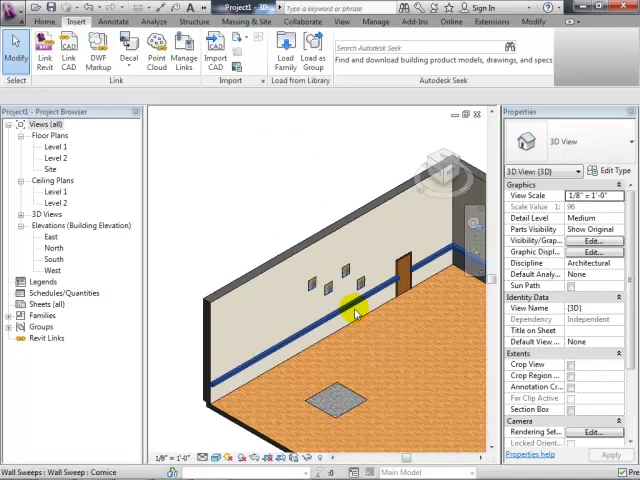 Project1 - 3D
Type a keyword or phrase
Sign In
Home Insert Annotate Analyze Structure Massing & Site Collaborate View Manage Add-Ins Online Extensions Modify
Modify Link Revit Link CAD DWF Markup Decal Point Cloud Manage Links Import CAD Load Family Load as Group
Search Autodesk Seek
Find and download building product models, drawings, and specs
Select Link Import Load from Library Autodesk Seek
Project1 - Project Browser
Views (all)
Floor Plans
Level 1
Level 2
Site
Ceiling Plans
Level 1
Level 2
3D Views
Elevations (Building Elevation)
East
North
South
West
Legends
Schedules/Quantities
Sheets (all)
Families
Groups
Revit Links
Properties
3D View
3D View: {3D} Edit Type
Graphics
View Scale 1/8" = 1'-0"
Scale Value 1: 96
Detail Level Medium
Parts Visibility Show Original
Visibility/Grap... Edit...
Graphic Displ... Edit...
Discipline Architectural
Default Analy... None
Sun Path
Identity Data
View Name {3D}
Dependency Independent
Title on Sheet
Default View ... None
Extents
Crop View
Crop Region ...
Annotation Cr...
Far Clip Active
Section Box
Camera
Rendering Set... Edit...
Locked Orient...
Properties help Apply
1/8" = 1'-0"
Wall Sweeps : Wall Sweep : Cornice
:0 Main Model
Pre